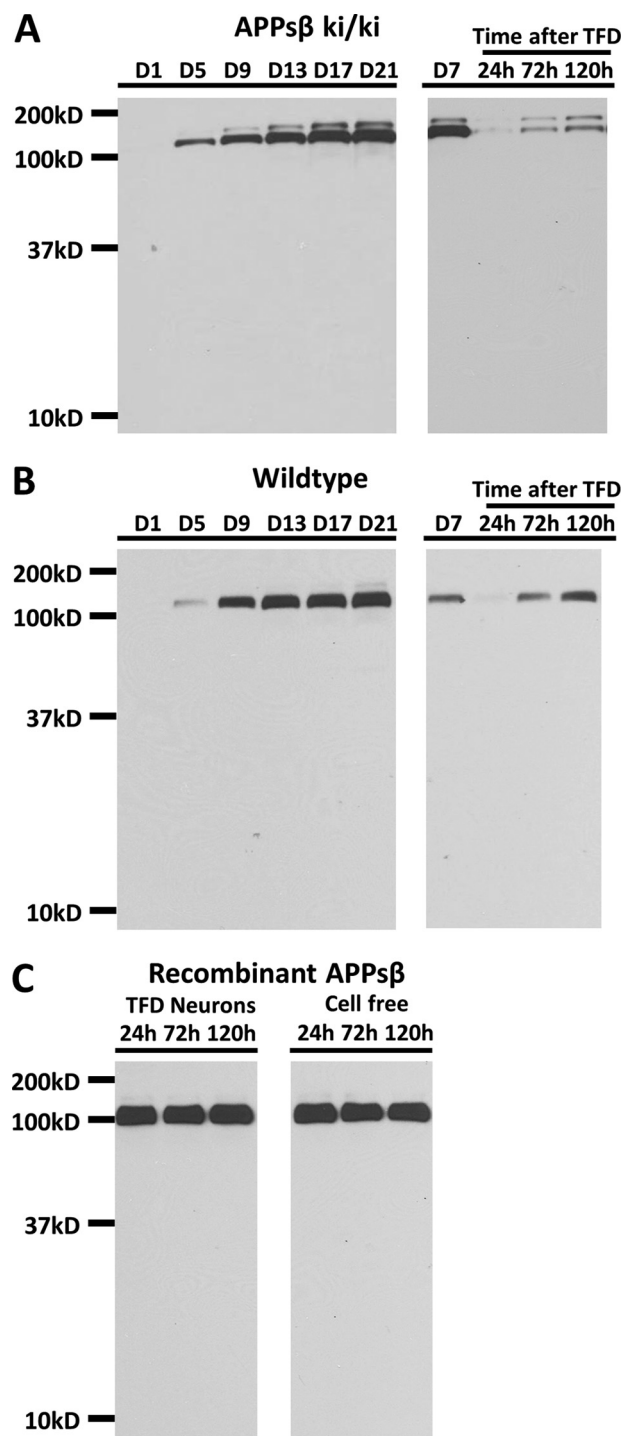 A
APPsβ ki/ki
Time after TFD
D1 D5 D9 D13 D17 D21
D7 24h 72h 120h
200kD
100kD
37kD
10kD
B
Wildtype
Time after TFD
D1 D5 D9 D13 D17 D21
D7 24h 72h 120h
200kD
100kD
37kD
10kD
C
Recombinant APPsβ
TFD Neurons
Cell free
24h 72h 120h
24h 72h 120h
200kD
100kD
37kD
10kD